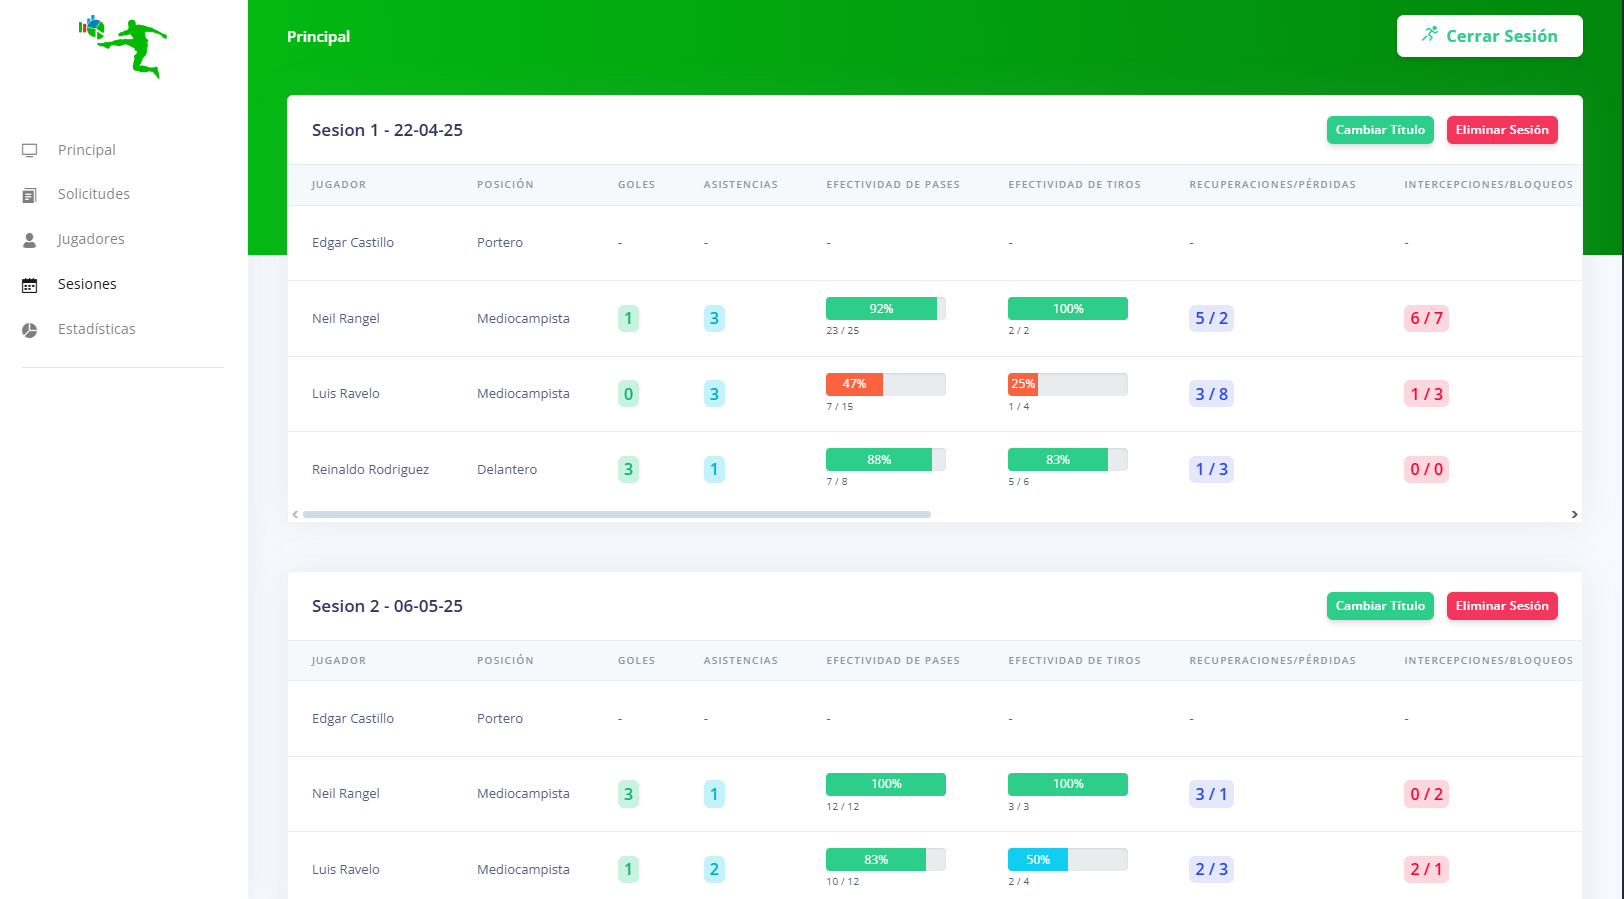 Principal
Cerrar Sesión
Principal
Solicitudes
Jugadores
Sesiones
Estadísticas
Sesion 1 - 22-04-25
Cambiar Título
Eliminar Sesión
JUGADOR POSICIÓN GOLES ASISTENCIAS EFECTIVIDAD DE PASES EFECTIVIDAD DE TIROS RECUPERACIONES/PÉRDIDAS INTERCEPCIONES/BLOQUEOS
Edgar Castillo Portero - - - - - -
Neil Rangel Mediocampista 1 3 92% 100% 5 / 2 6 / 7
23 / 25 2 / 2
Luis Ravelo Mediocampista 0 3 47% 25% 3 / 8 1 / 3
7 / 15 1 / 4
Reinaldo Rodriguez Delantero 3 1 88% 83% 1 / 3 0 / 0
7 / 8 5 / 6
Sesion 2 - 06-05-25
Cambiar Título
Eliminar Sesión
JUGADOR POSICIÓN GOLES ASISTENCIAS EFECTIVIDAD DE PASES EFECTIVIDAD DE TIROS RECUPERACIONES/PÉRDIDAS INTERCEPCIONES/BLOQUEOS
Edgar Castillo Portero - - - - - -
Neil Rangel Mediocampista 3 1 100% 100% 3 / 1 0 / 2
12 / 12 3 / 3
Luis Ravelo Mediocampista 1 2 83% 50% 2 / 3 2 / 1
10 / 12 2 / 4